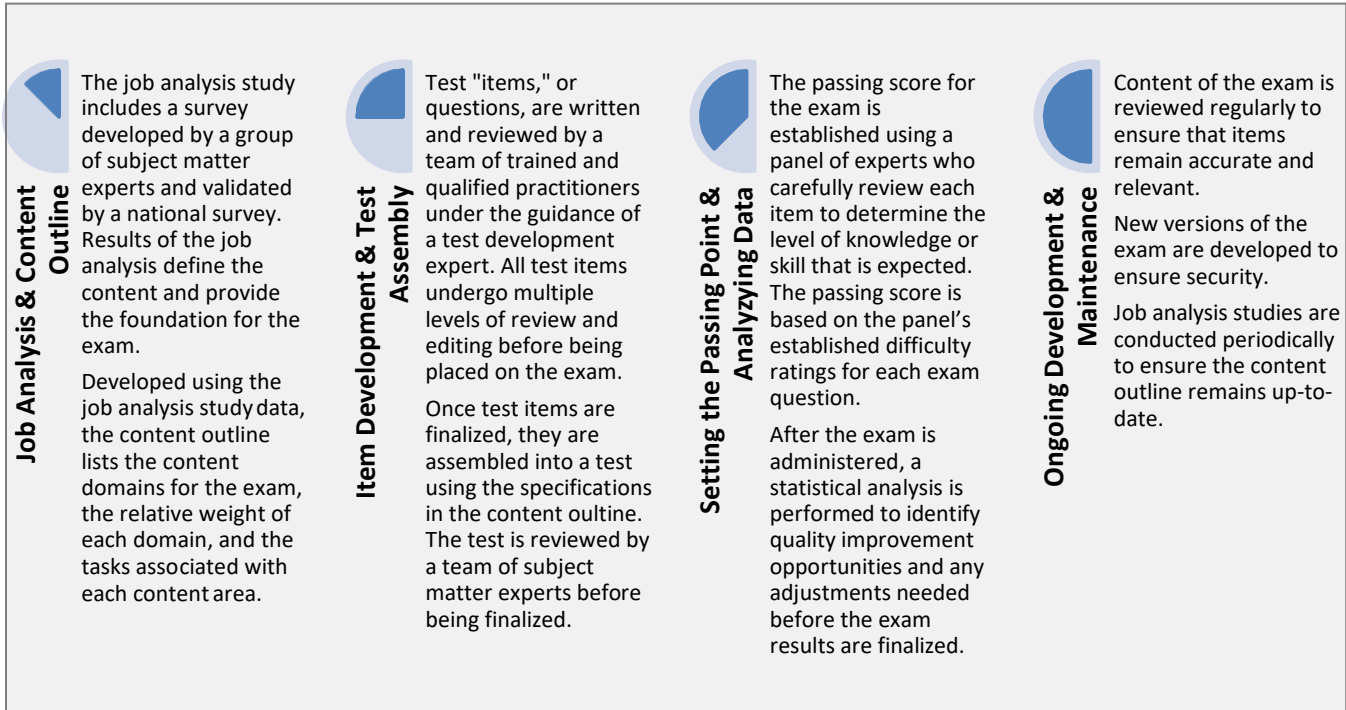 Job Analysis & Content
Outline
The job analysis study
includes a survey
developed by a group
of subject matter
experts and validated
by a national survey.
Results of the job
analysis define the
content and provide
the foundation for the
exam.
Developed using the
job analysis study data,
the content outline
lists the content
domains for the exam,
the relative weight of
each domain, and the
tasks associated with
each content area.
Item Development & Test
Assembly
Test "items," or
questions, are written
and reviewed by a
team of trained and
qualified practitioners
under the guidance of
a test development
expert. All test items
undergo multiple
levels of review and
editing before being
placed on the exam.
Once test items are
finalized, they are
assembled into a test
using the specifications
in the content oultine.
The test is reviewed by
a team of subject
matter experts before
being finalized.
Setting the Passing Point &
Analyzying Data
The passing score for
the exam is
established using a
panel of experts who
carefully review each
item to determine the
level of knowledge or
skill that is expected.
The passing score is
based on the panel’s
established difficulty
ratings for each exam
question.
After the exam is
administered, a
statistical analysis is
performed to identify
quality improvement
opportunities and any
adjustments needed
before the exam
results are finalized.
Ongoing Development &
Maintenance
Content of the exam is
reviewed regularly to
ensure that items
remain accurate and
relevant.
New versions of the
exam are developed to
ensure security.
Job analysis studies are
conducted periodically
to ensure the content
outline remains up-to-
date.